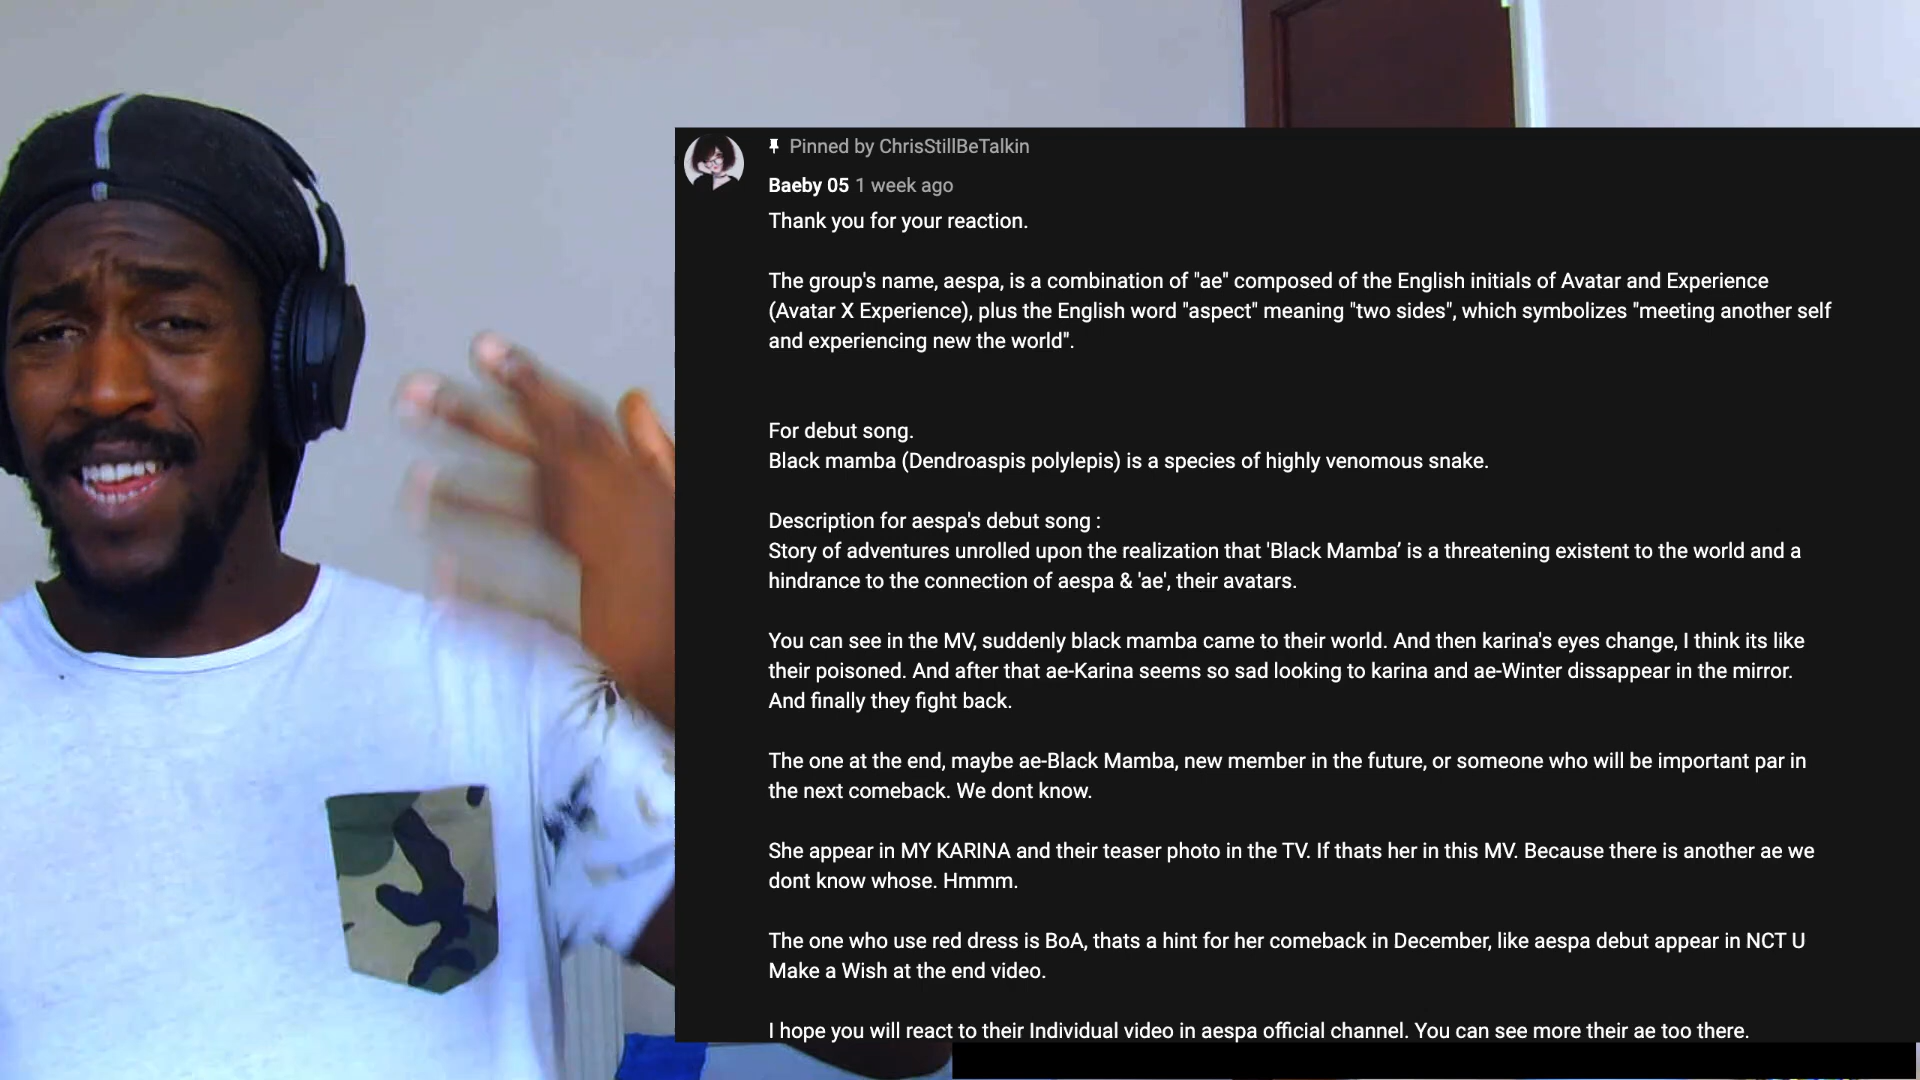 Pinned by ChrisStillBeTalkin
Baeby 05 1 week ago
Thank you for your reaction.
The group's name, aespa, is a combination of "ae" composed of the English initials of Avatar and Experience
(Avatar X Experience), plus the English word "aspect" meaning "two sides", which symbolizes "meeting another self
and experiencing new the world".
For debut song.
Black mamba (Dendroaspis polylepis) is a species of highly venomous snake.
Description for aespa's debut song :
Story of adventures unrolled upon the realization that 'Black Mamba’ is a threatening existent to the world and a
hindrance to the connection of aespa & 'ae', their avatars.
You can see in the MV, suddenly black mamba came to their world. And then karina's eyes change, I think its like
their poisoned. And after that ae-Karina seems so sad looking to karina and ae-Winter dissappear in the mirror.
And finally they fight back.
The one at the end, maybe ae-Black Mamba, new member in the future, or someone who will be important par in
the next comeback. We dont know.
She appear in MY KARINA and their teaser photo in the TV. If thats her in this MV. Because there is another ae we
dont know whose. Hmmm.
The one who use red dress is BoA, thats a hint for her comeback in December, like aespa debut appear in NCT U
Make a Wish at the end video.
I hope you will react to their Individual video in aespa official channel. You can see more their ae too there.